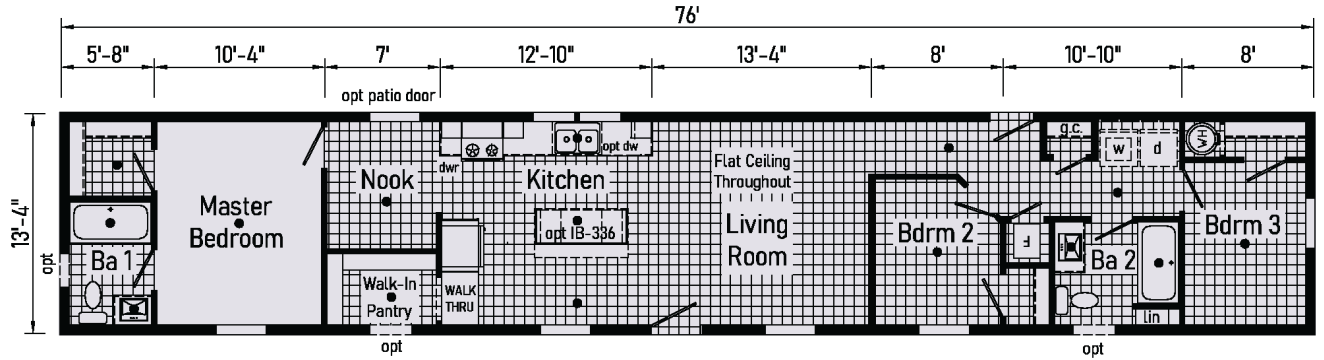 76'
5'-8"
10'-4"
7'
12'-10"
13'-4"
8'
10'-10"
8'
opt patio door
13'-4"
g.c.
w
d
WH
opt dw
dwr
Flat Ceiling
Throughout
Nook
Kitchen
Master
Bedroom
opt IB-336
Living
Room
Bdrm 2
Bdrm 3
F
opt
Ba 1
Ba 2
Walk-In
Pantry
WALK
THRU
lin
opt
opt